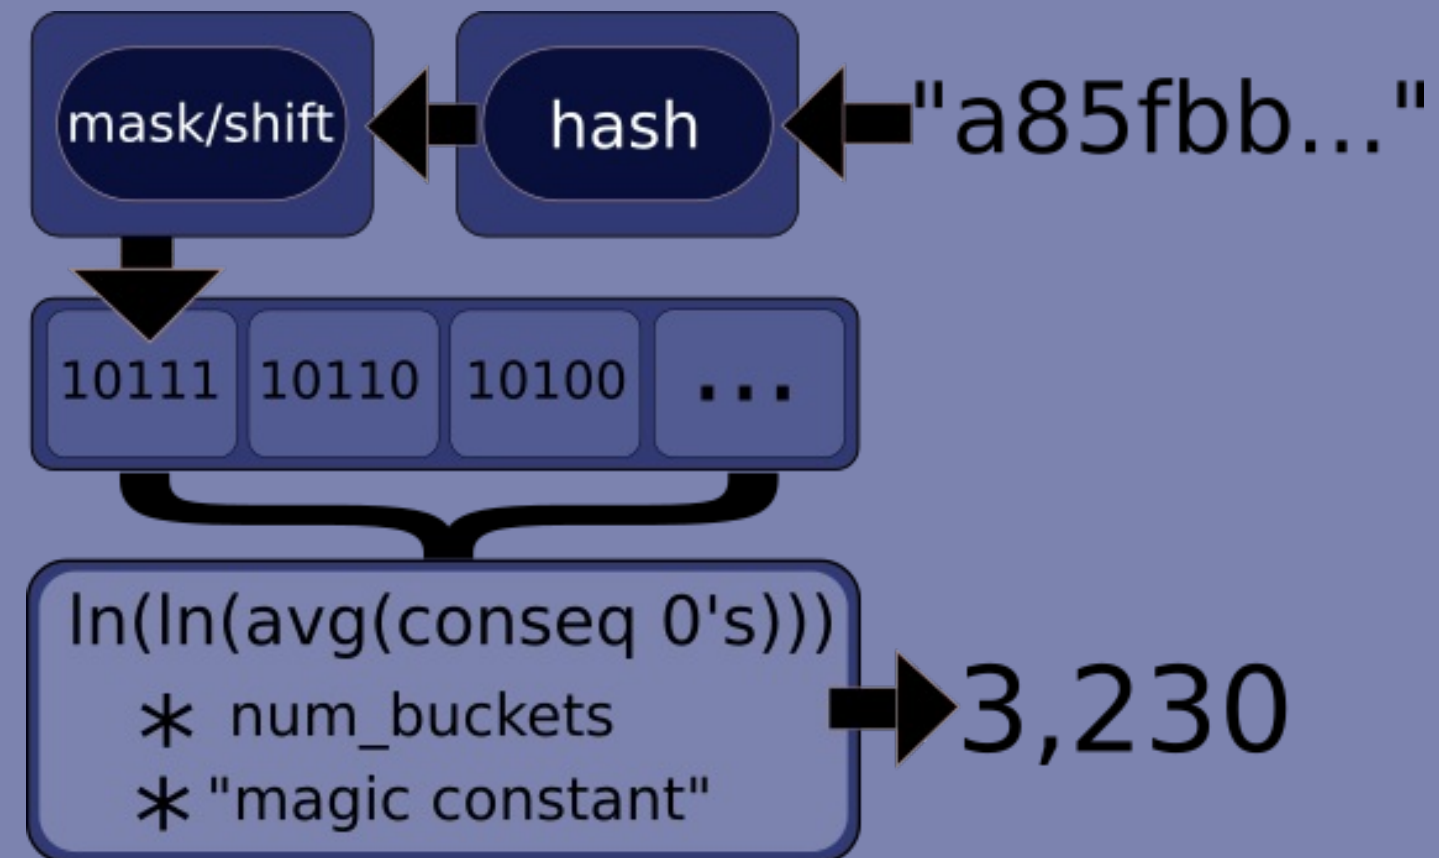 mask/shift hash "a85fbb..."
10111 10110 10100 ...
ln(ln(avg(conseq 0's)))
* num_buckets
* "magic constant"
3,230